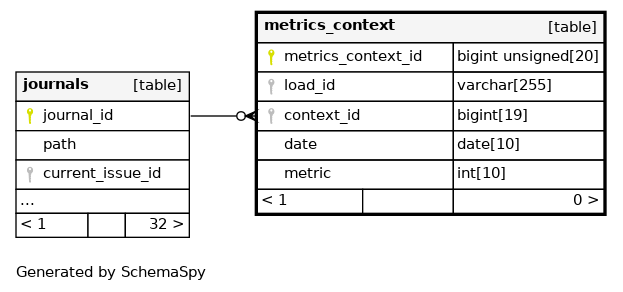 journals [table]
journal_id
path
current_issue_id
...
< 1 32 >
metrics_context [table]
metrics_context_id bigint unsigned[20]
load_id varchar[255]
context_id bigint[19]
date date[10]
metric int[10]
< 1 0 >
Generated by SchemaSpy